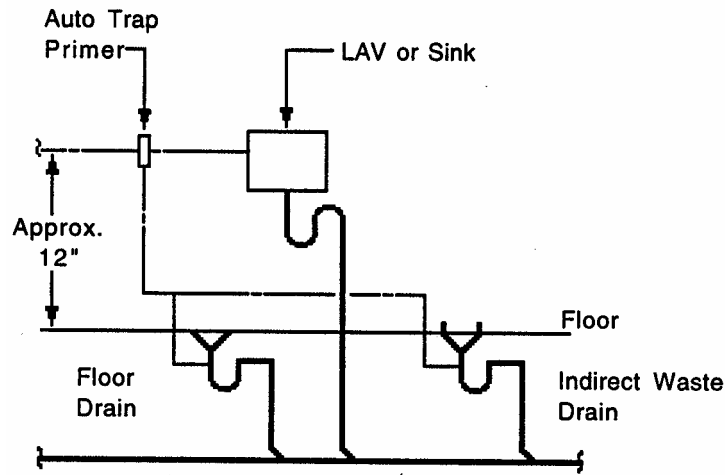 Auto Trap
Primer
LAV or Sink
Approx.
12"
Floor
Floor
Drain
Indirect Waste
Drain